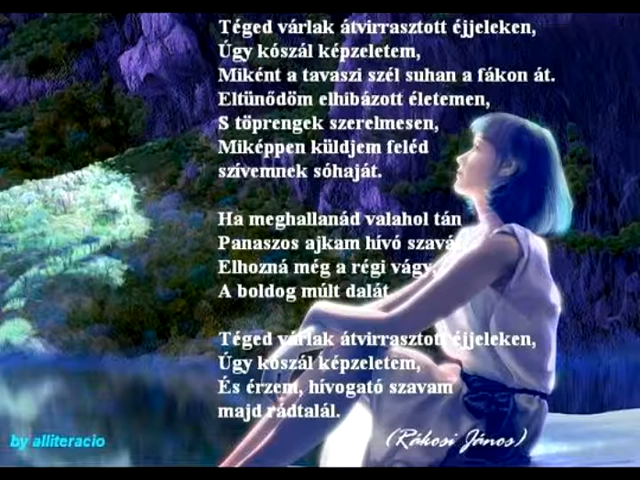 Téged várlak átvirrasztott éjjeleken,
Úgy kószál képzeletem,
Miként a tavaszi szél suhan a fákon át.
Eltünődöm elhibázott életemen,
S töprengek szerelmesen,
Miképpen küldjem feléd
szívemnek sóhaját.
Ha meghallanád valahol tán
Panaszos ajkam hívó szavát
Elhozná még a régi vágy,
A boldog múlt dalát
Téged várlak átvirrasztott éjjeleken,
Úgy kószál képzeletem,
És érzem, hívogató szavam
majd rádtalál.
(Rákosi János)
by alliteracio